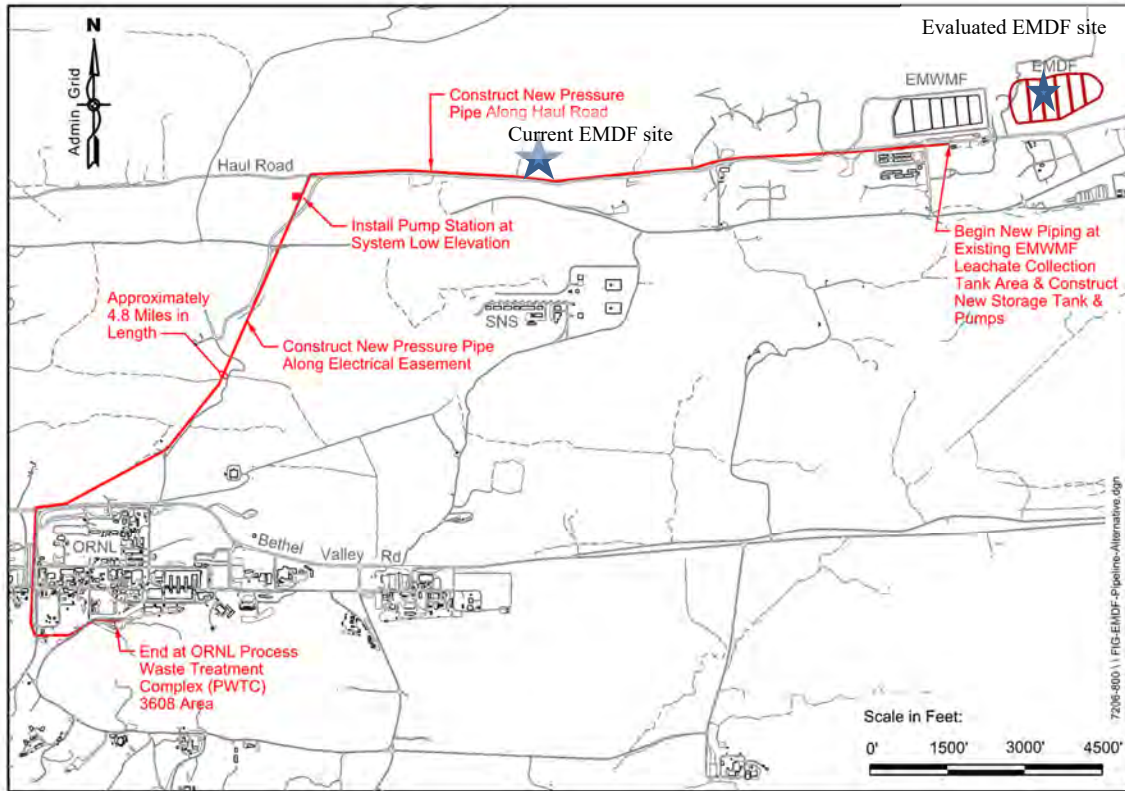 Evaluated EMDF site
N
Admin Grid
EMDF
EMWMF
Construct New Pressure
Pipe Along Haul Road
Current EMDF site
Haul Road
Install Pump Station at
System Low Elevation
Begin New Piping at
Existing EMWMF
Leachate Collection
Tank Area & Construct
New Storage Tank &
Pumps
Approximately
4.8 Miles in
Length
SNS
Construct New Pressure Pipe
Along Electrical Easement
ORNL
Bethel Valley Rd
End at ORNL Process
Waste Treatment
Complex (PWTC)
3608 Area
7206-800 \ \ FIG-EMDF-Pipeline-Alternative.dgn
Scale in Feet:
0' 1500 3000 4500'